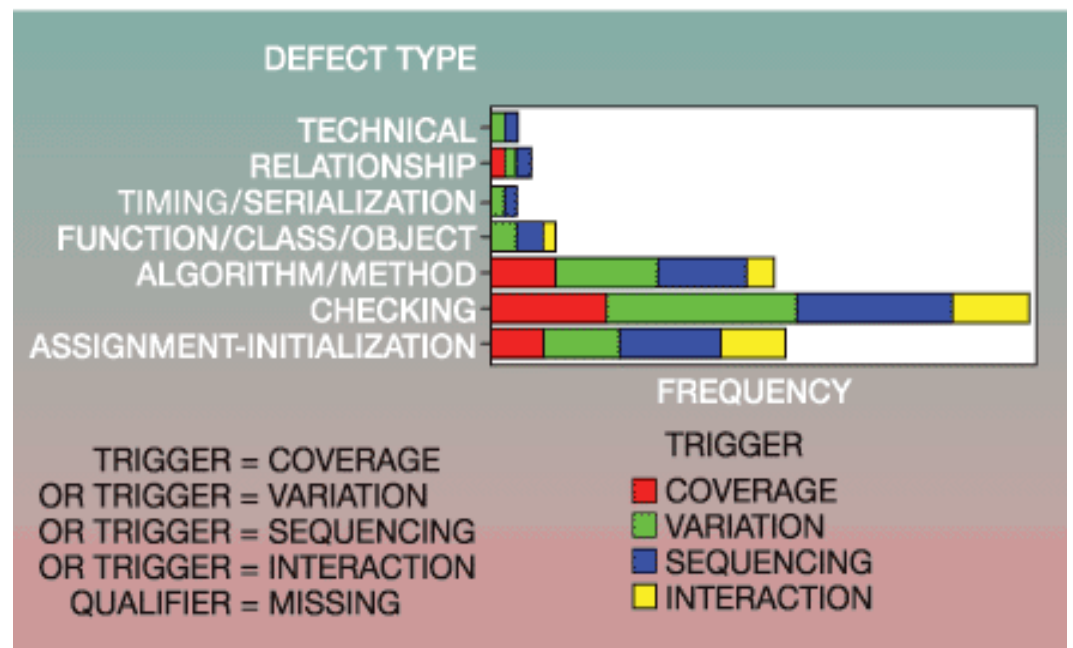 DEFECT TYPE
TECHNICAL
RELATIONSHIP
TIMING/SERIALIZATION
FUNCTION/CLASS/OBJECT
ALGORITHM/METHOD
CHECKING
ASSIGNMENT-INITIALIZATION
FREQUENCY
TRIGGER = COVERAGE
OR TRIGGER = VARIATION
OR TRIGGER = SEQUENCING
OR TRIGGER = INTERACTION
QUALIFIER = MISSING
TRIGGER
COVERAGE
VARIATION
SEQUENCING
INTERACTION